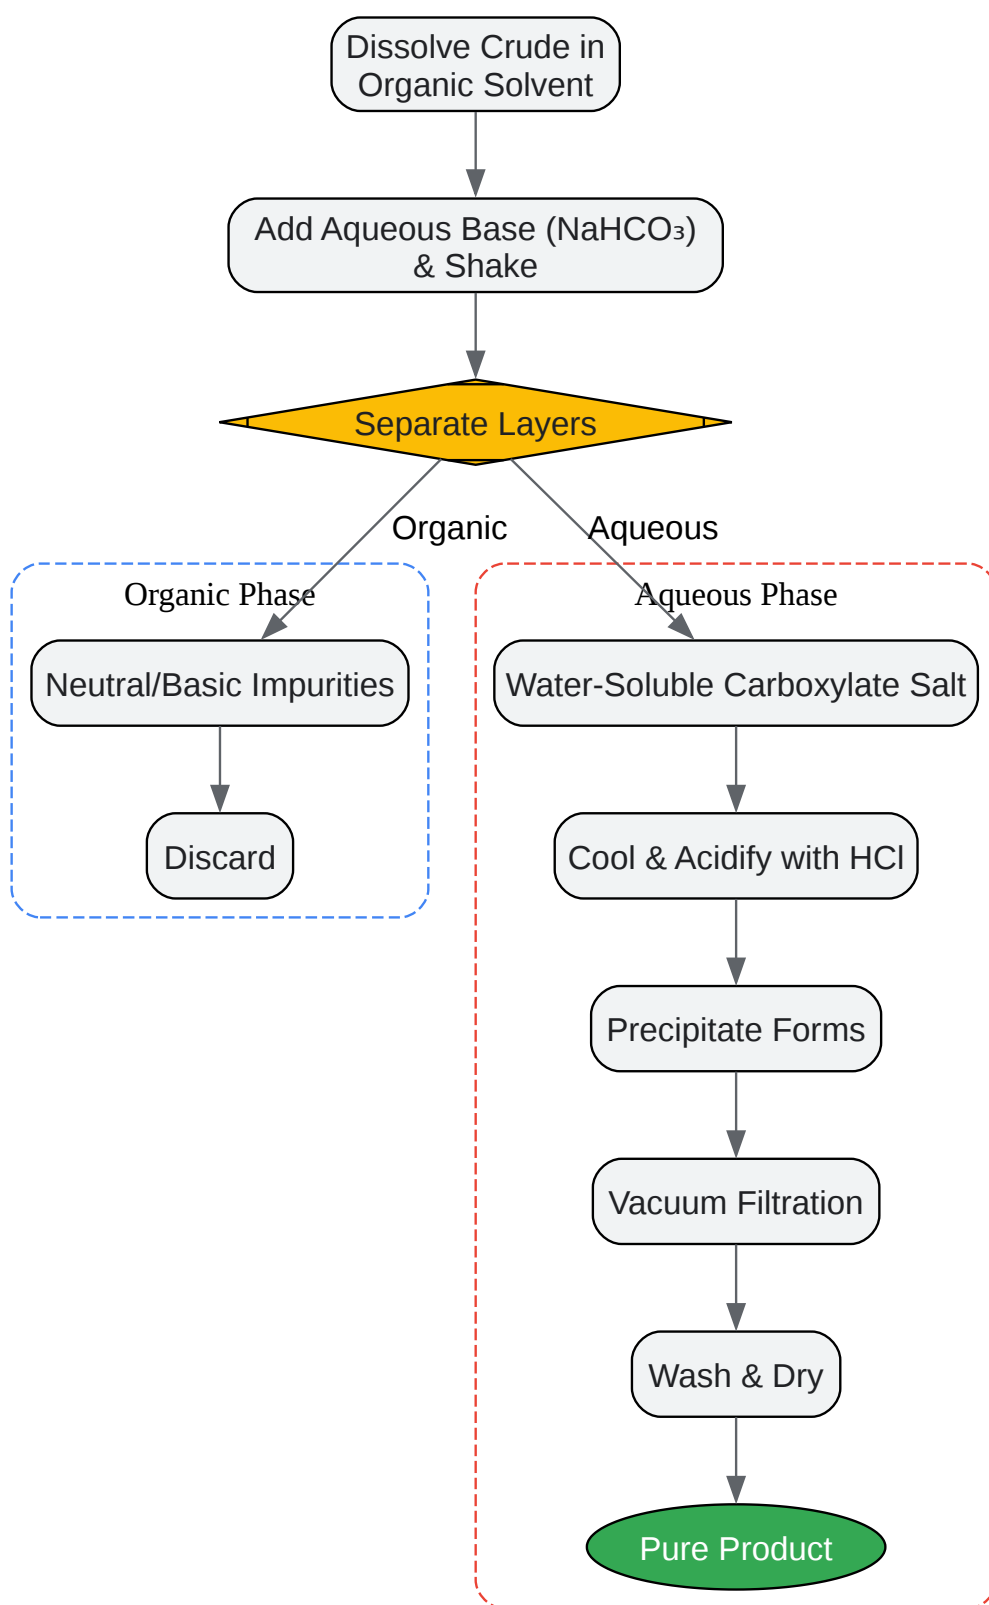 Dissolve Crude in
Organic Solvent
Add Aqueous Base (NaHCO₃)
& Shake
Separate Layers
Organic
Aqueous
Organic Phase
Neutral/Basic Impurities
Discard
Aqueous Phase
Water-Soluble Carboxylate Salt
Cool & Acidify with HCl
Precipitate Forms
Vacuum Filtration
Wash & Dry
Pure Product